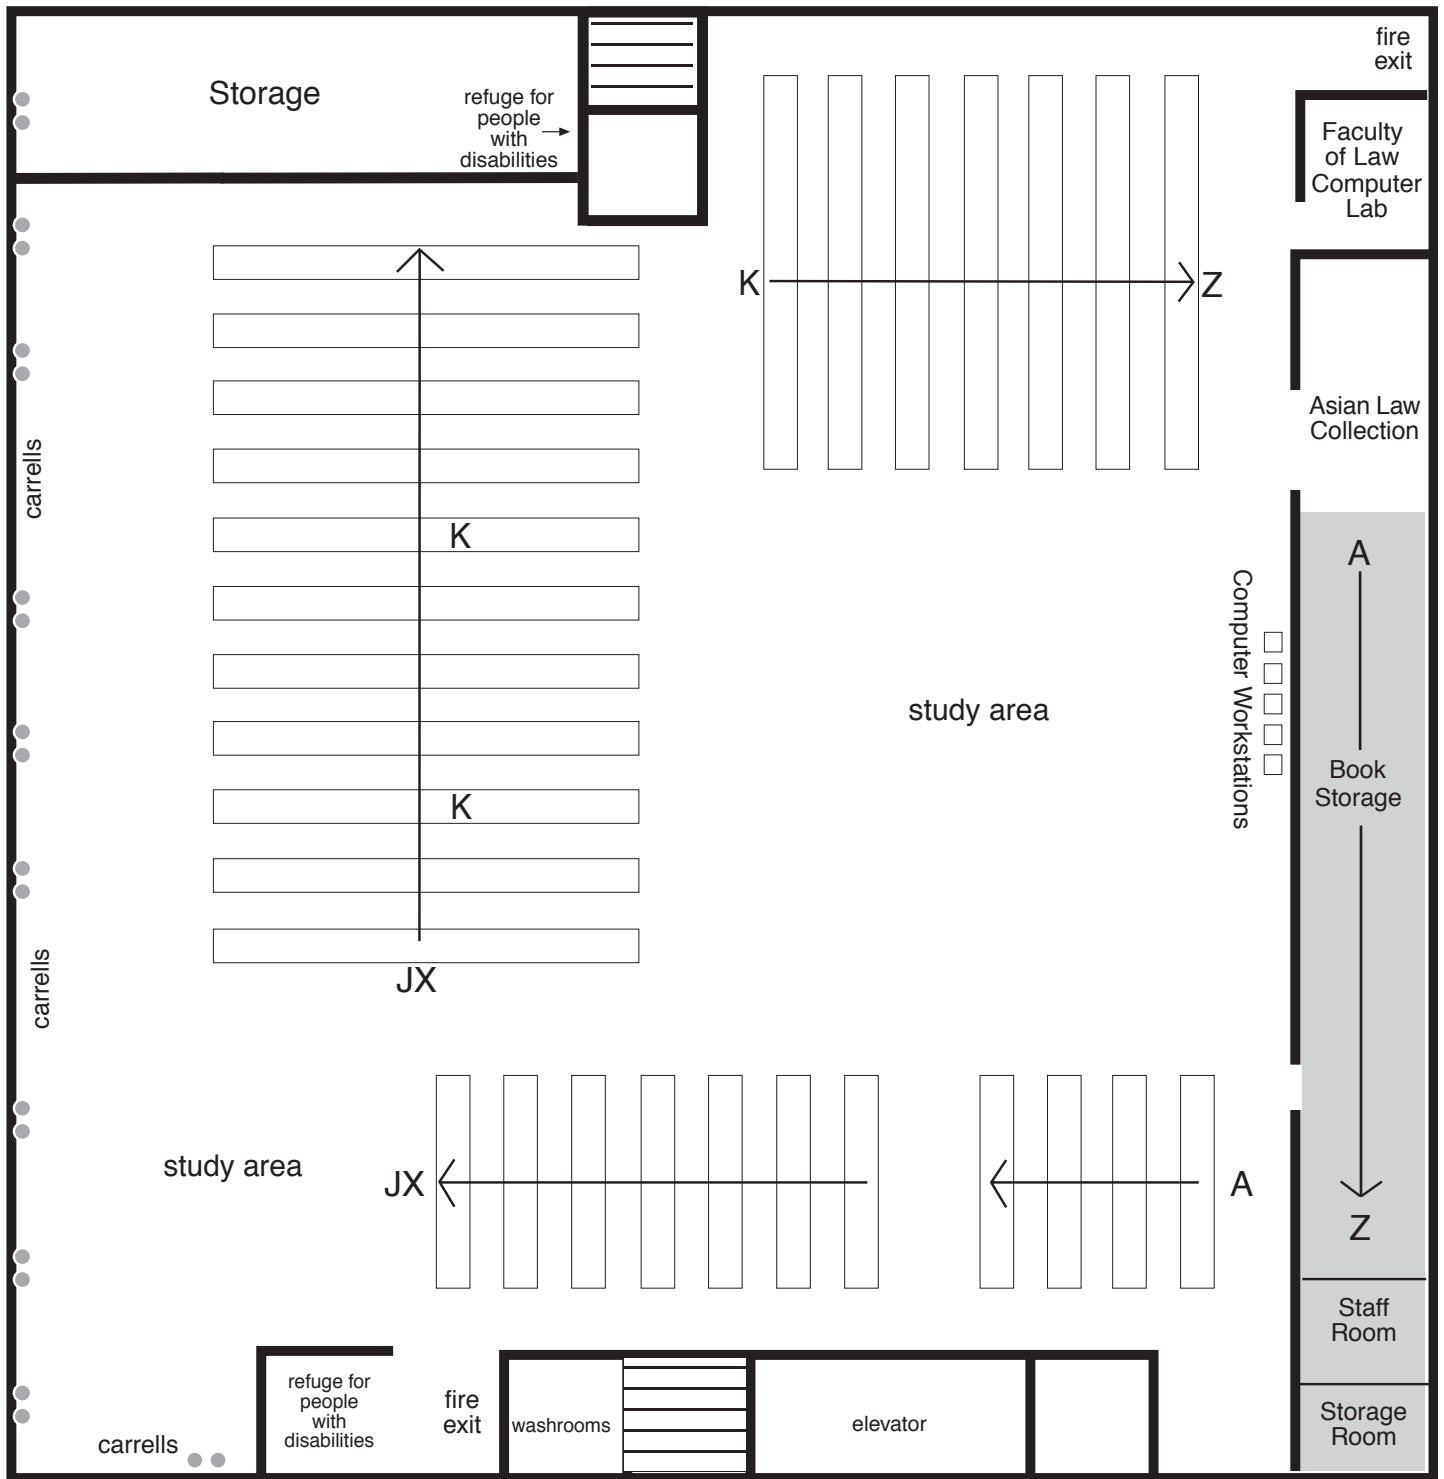 fire
exit
Storage
refuge for
people
with
disabilities
Faculty
of Law
Computer
Lab
K
Z
Asian Law
Collection
carrells
K
A
Computer Workstations
study area
Book
Storage
K
carrells
JX
study area
JX
A
Z
Staff
Room
refuge for
people
with
disabilities
fire
exit
washrooms
elevator
Storage
Room
carrells